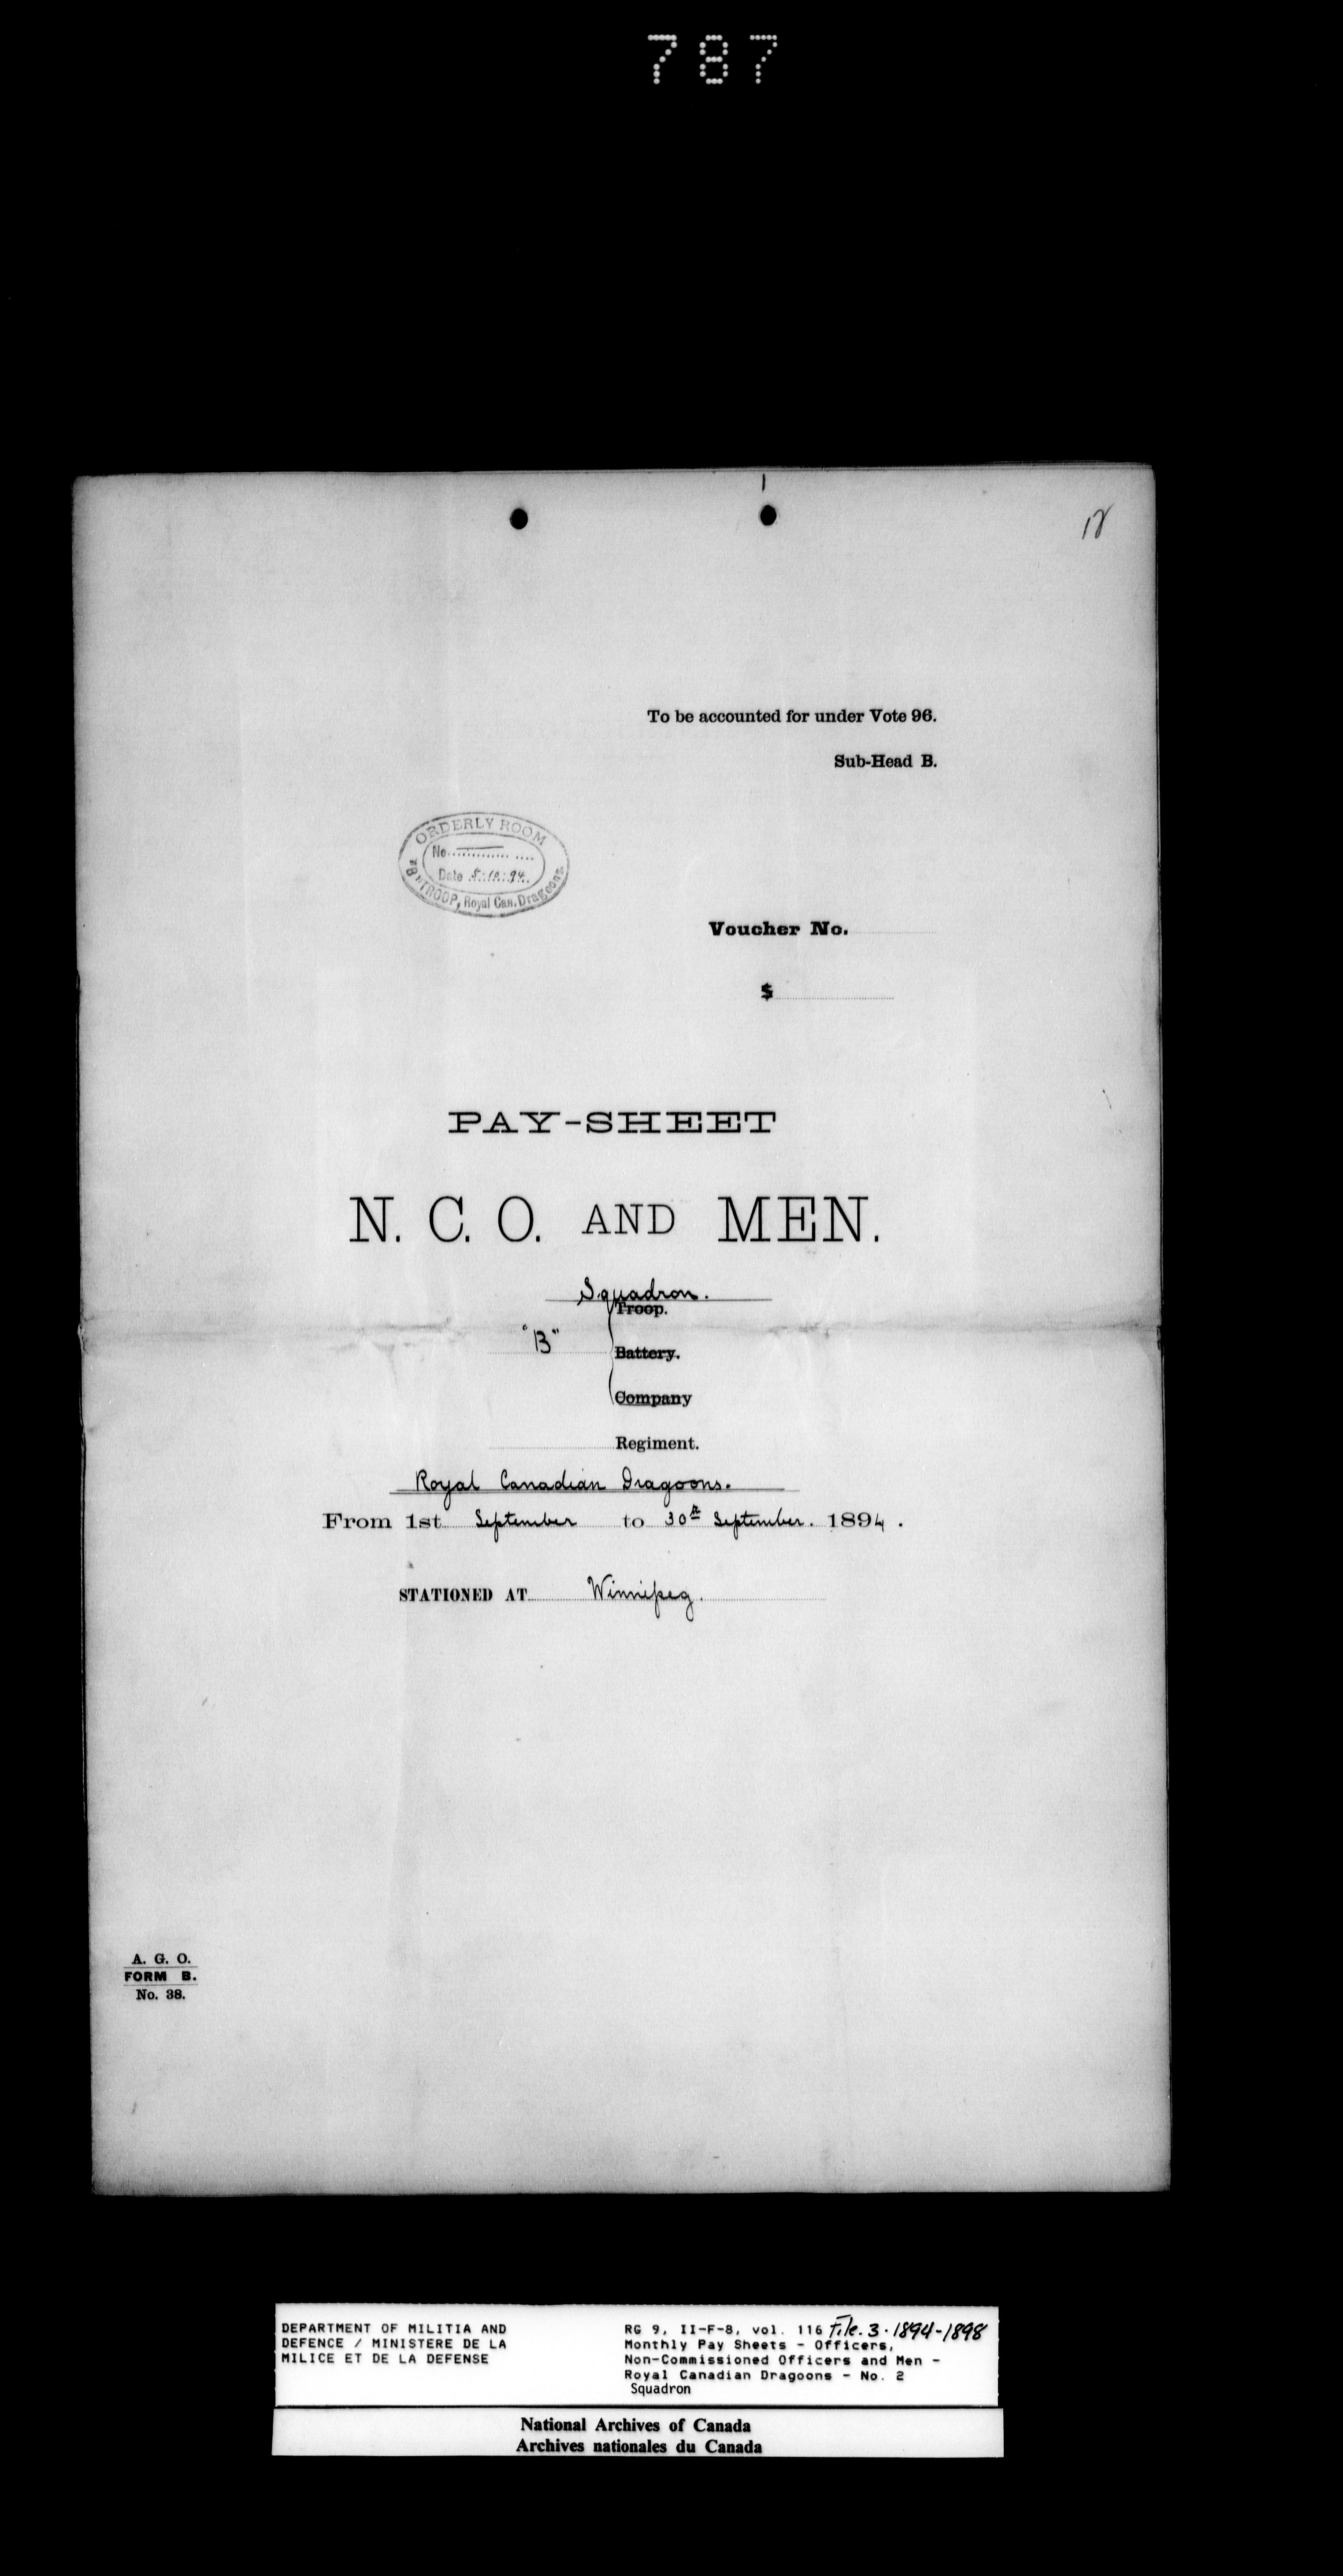 787
18
To be accounted for under Vote 96.
Sub-Head B.
ORDERLY ROOM
No.
Date 5.10.94.
"B" TROOP, Royal Can. Dragoons
Voucher No.
$
PAY-SHEET
N. C. O. AND MEN.
Squadron.
Troop.
"B"
Battery.
Company
Regiment.
Royal Canadian Dragoons.
From 1st September to 30th September. 1894.
STATIONED AT Winnipeg.
A. G. O.
FORM B.
No. 38.
DEPARTMENT OF MILITIA AND
DEFENCE / MINISTERE DE LA
MILICE ET DE LA DEFENSE
RG 9, II-F-8, vol. 116 File. 3. 1894-1898
Monthly Pay Sheets - Officers,
Non-Commissioned Officers and Men -
Royal Canadian Dragoons - No. 2
Squadron
National Archives of Canada
Archives nationales du Canada